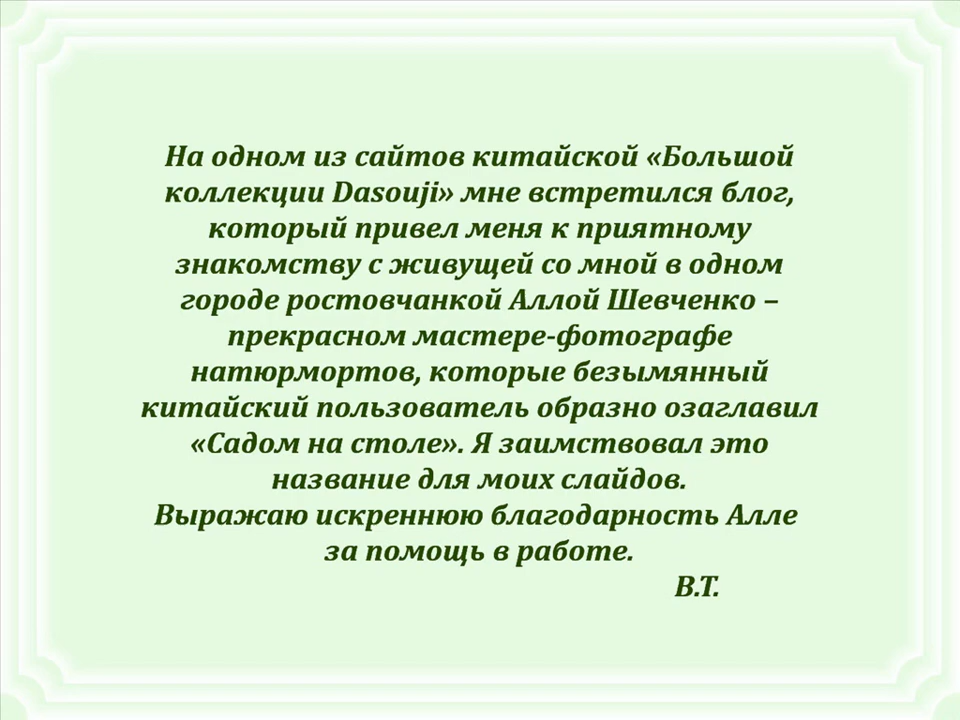 На одном из сайтов китайской «Большой
коллекции Dasouji» мне встретился блог,
который привел меня к приятному
знакомству с живущей со мной в одном
городе ростовчанкой Аллой Шевченко –
прекрасном мастере-фотографе
натюрмортов, которые безымянный
китайский пользователь образно озаглавил
«Садом на столе». Я заимствовал это
название для моих слайдов.
Выражаю искреннюю благодарность Алле
за помощь в работе.
В.Т.